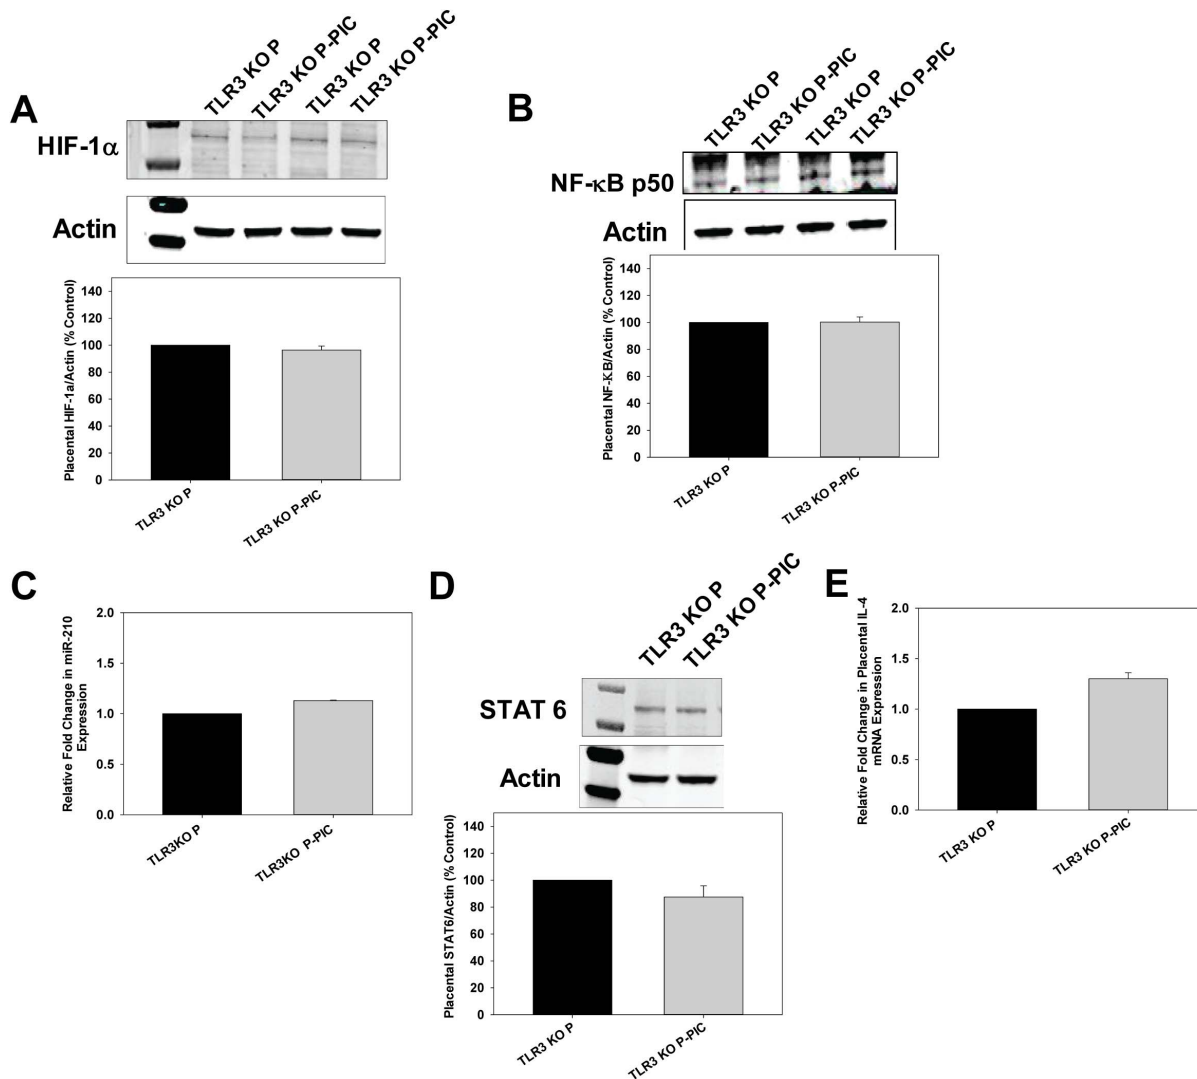 A
TLR3 KO P
TLR3 KO P-PIC
TLR3 KO P
TLR3 KO P-PIC
HIF-1α
Actin
Placental HIF-1a/Actin (% Control)
140
120
100
80
60
40
20
0
TLR3 KO P
TLR3 KO P-PIC
B
TLR3 KO P
TLR3 KO P-PIC
TLR3 KO P
TLR3 KO P-PIC
NF-κB p50
Actin
Placental NF-κB/Actin (% Control)
140
120
100
80
60
40
20
0
TLR3 KO P
TLR3 KO P-PIC
C
Relative Fold Change in miR-210
Expression
2.0
1.5
1.0
0.5
0.0
TLR3KO P
TLR3KO P-PIC
D
TLR3 KO P
TLR3 KO P-PIC
STAT 6
Actin
Placental STAT6/Actin (% Control)
140
120
100
80
60
40
20
0
TLR3 KO P
TLR3 KO P-PIC
E
Relative Fold Change in Placental IL-4
mRNA Expression
2.0
1.5
1.0
0.5
0.0
TLR3 KO P
TLR3 KO P-PIC